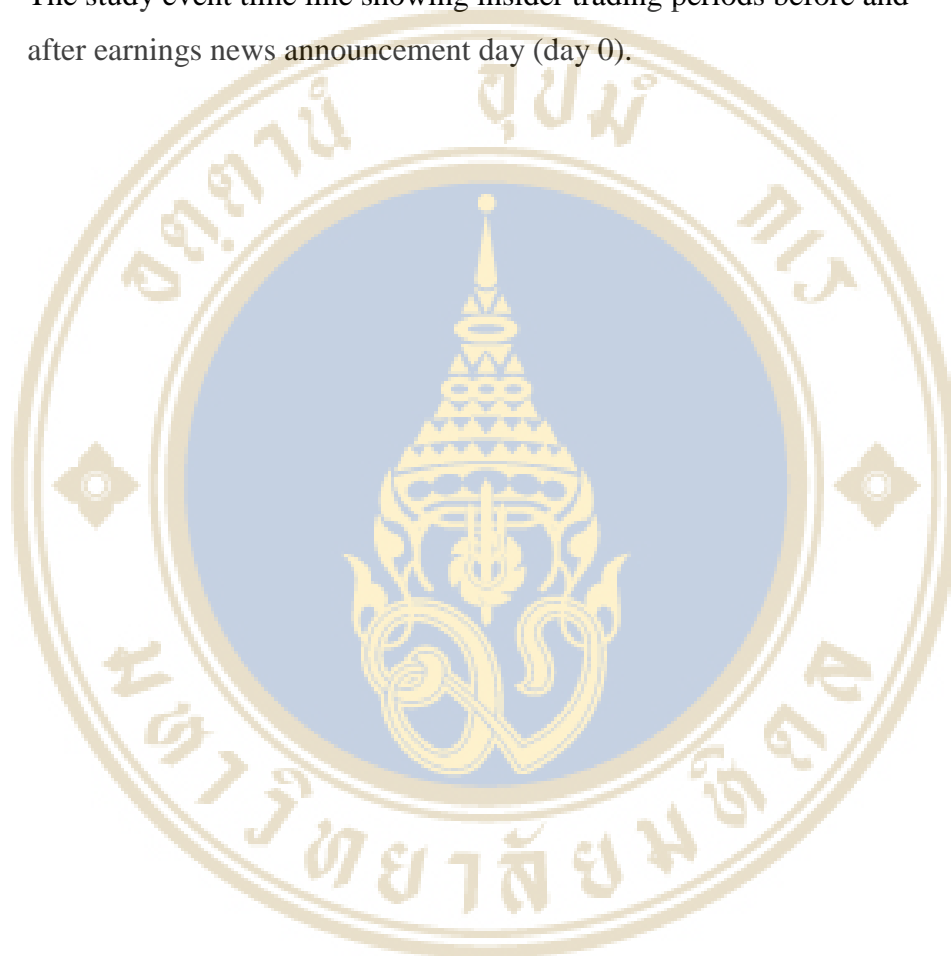 The study event time line showing insider trading periods before and
after earnings news announcement day (day 0).
อตฺตานํ อุปมํ กเร
มหาวิทยาลัยมหิดล